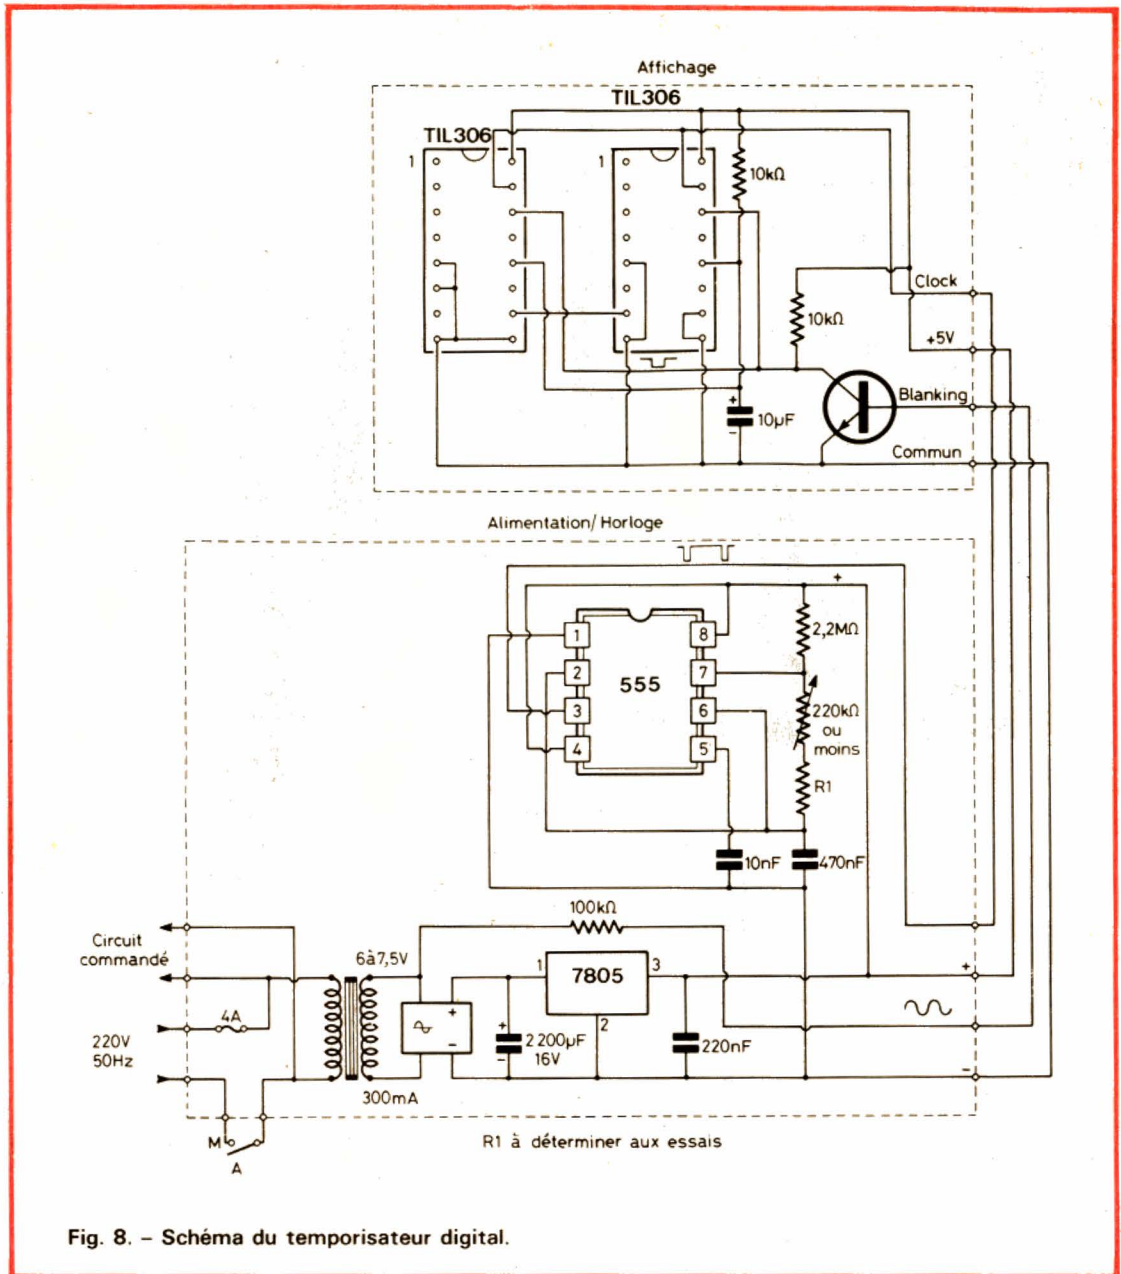 Affichage
TIL306
TIL306
1
1
10kΩ
10kΩ
Clock
+5V
Blanking
+
10µF
-
Commun
Alimentation/Horloge
+
1
8
2,2MΩ
2
7
555
3
6
220kΩ
ou
moins
4
5
R1
10nF
470nF
100kΩ
Circuit
commandé
6à7,5V
1
7805
3
+
4A
+
-
+
2
2 200µF
16V
-
220nF
220V
50Hz
-
300mA
M
A
R1 à déterminer aux essais
Fig. 8. – Schéma du temporisateur digital.